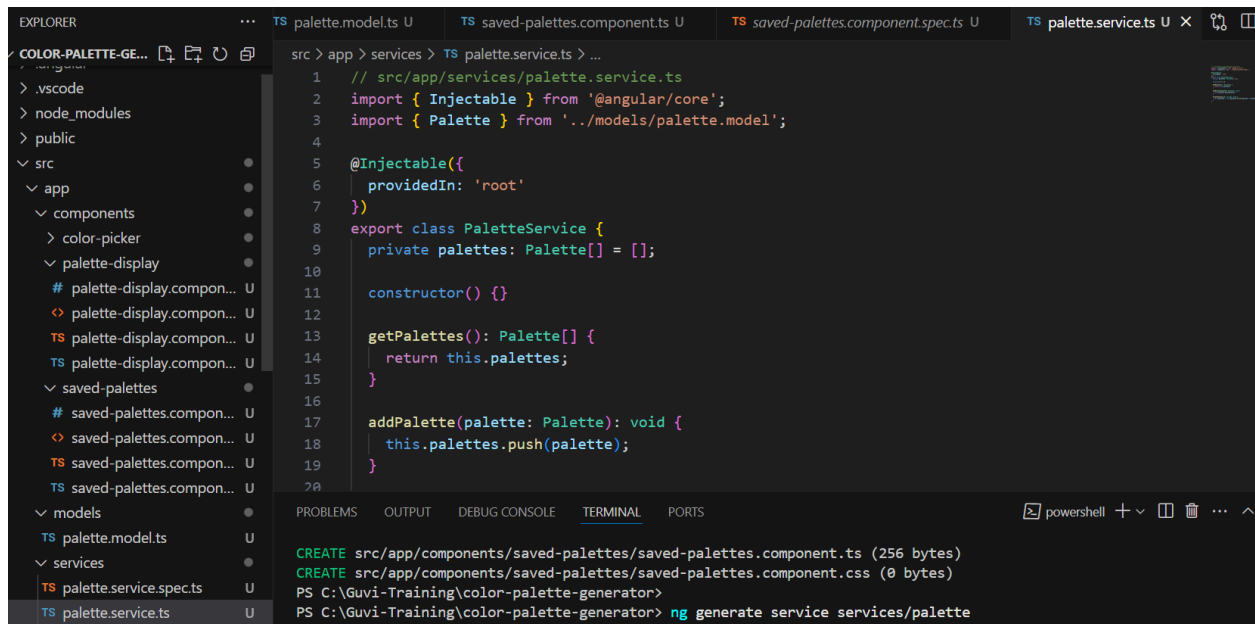 EXPLORER
COLOR-PALETTE-GE...
.angular
.vscode
node_modules
public
src
app
components
color-picker
palette-display
# palette-display.compon... U
<> palette-display.compon... U
TS palette-display.compon... U
TS palette-display.compon... U
saved-palettes
# saved-palettes.compon... U
<> saved-palettes.compon... U
TS saved-palettes.compon... U
TS saved-palettes.compon... U
models
TS palette.model.ts U
services
TS palette.service.spec.ts U
TS palette.service.ts U
TS palette.model.ts U TS saved-palettes.component.ts U TS saved-palettes.component.spec.ts U TS palette.service.ts U
src > app > services > TS palette.service.ts > ...
1 // src/app/services/palette.service.ts
2 import { Injectable } from '@angular/core';
3 import { Palette } from '../models/palette.model';
4
5 @Injectable({
6   providedIn: 'root'
7 })
8 export class PaletteService {
9   private palettes: Palette[] = [];
10
11   constructor() {}
12
13   getPalettes(): Palette[] {
14     return this.palettes;
15   }
16
17   addPalette(palette: Palette): void {
18     this.palettes.push(palette);
19   }
20
PROBLEMS OUTPUT DEBUG CONSOLE TERMINAL PORTS powershell
CREATE src/app/components/saved-palettes/saved-palettes.component.ts (256 bytes)
CREATE src/app/components/saved-palettes/saved-palettes.component.css (0 bytes)
PS C:\Guvi-Training\color-palette-generator>
PS C:\Guvi-Training\color-palette-generator> ng generate service services/palette